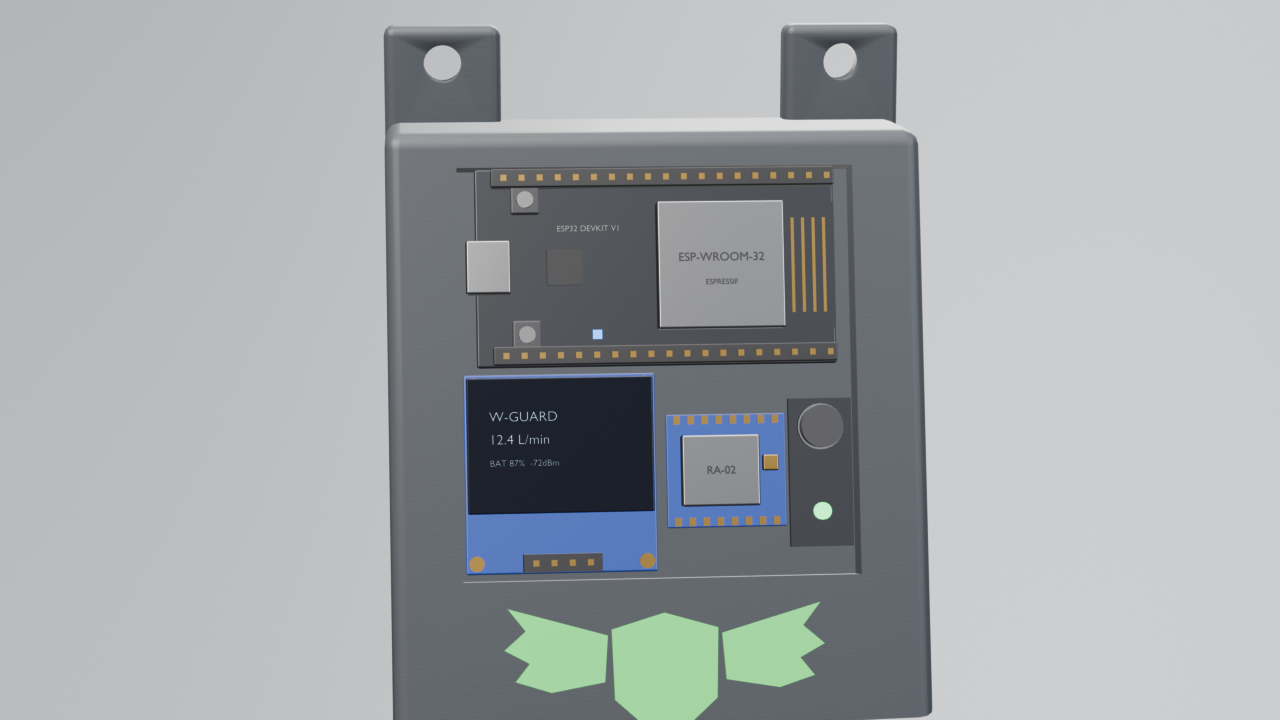 ESP32 DEVKIT V1
ESP-WROOM-32
ESPRESSIF
W-GUARD
12.4 L/min
BAT 87% -72dBm
RA-02